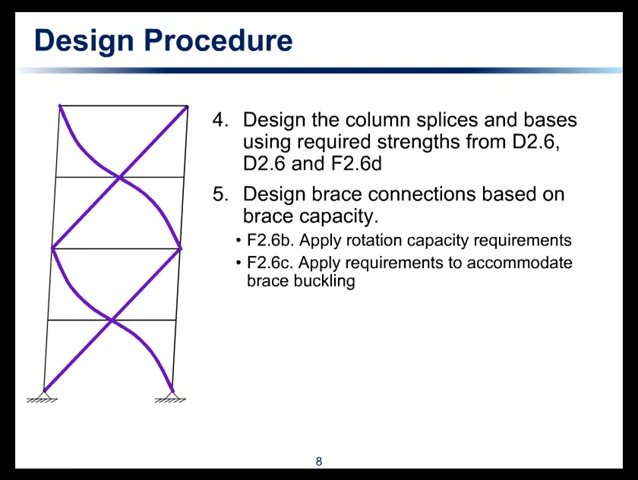 Design Procedure
4. Design the column splices and bases
using required strengths from D2.6,
D2.6 and F2.6d
5. Design brace connections based on
brace capacity.
• F2.6b. Apply rotation capacity requirements
• F2.6c. Apply requirements to accommodate
brace buckling
8